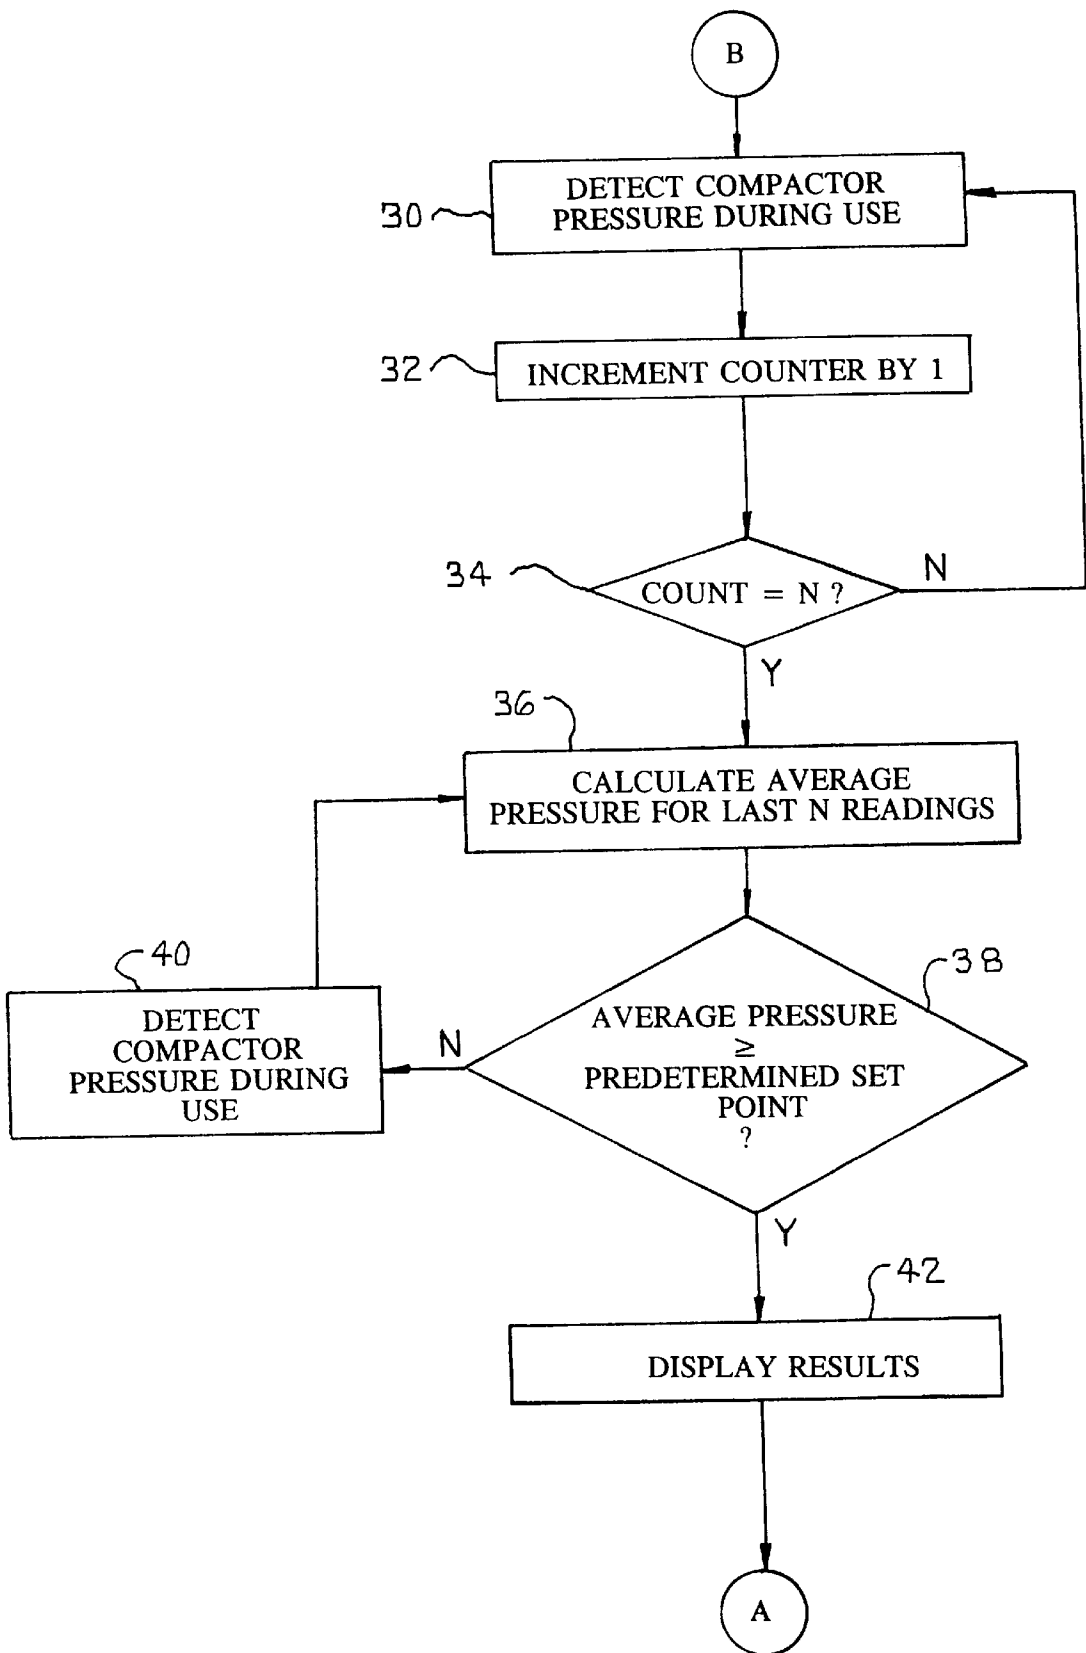 B
DETECT COMPACTOR
PRESSURE DURING USE
30
32
INCREMENT COUNTER BY 1
34
COUNT = N ?
N
Y
36
CALCULATE AVERAGE
PRESSURE FOR LAST N READINGS
40
38
DETECT
COMPACTOR
PRESSURE DURING
USE
N
AVERAGE PRESSURE
≥
PREDETERMINED SET
POINT
?
Y
42
DISPLAY RESULTS
A